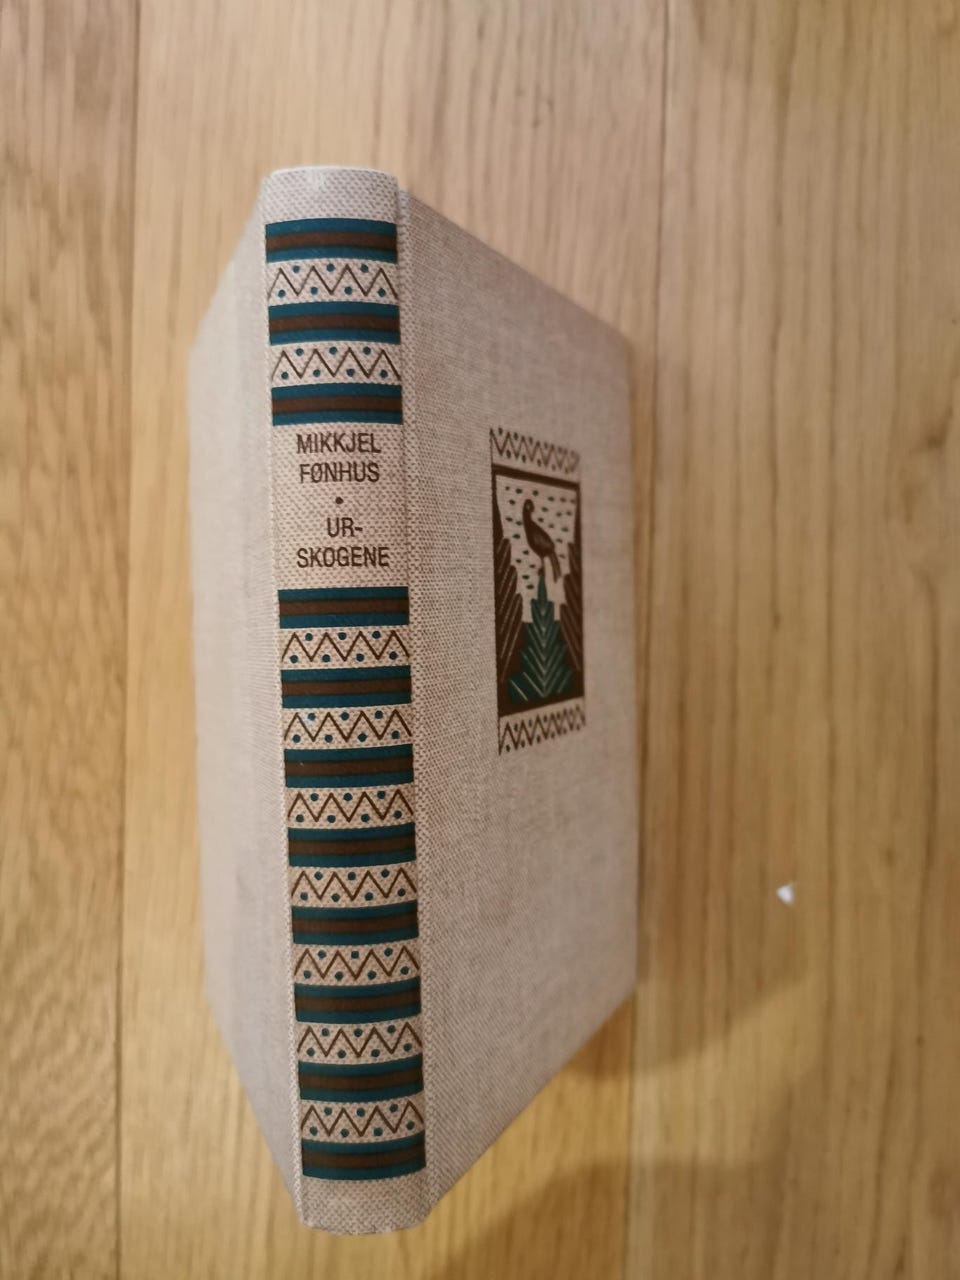 MIKKJEL
FØNHUS
•
UR-
SKOGENE